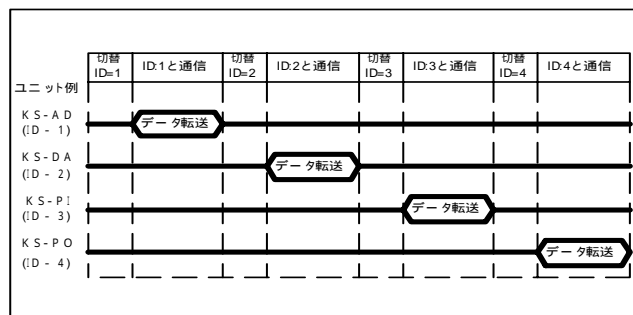 切替 ID=1
ID:1と通信
切替 ID=2
ID:2と通信
切替 ID=3
ID:3と通信
切替 ID=4
ID:4と通信
ユニット例
KS-AD
(ID-1)
データ転送
KS-DA
(ID-2)
データ転送
KS-PI
(ID-3)
データ転送
KS-PO
(ID-4)
データ転送